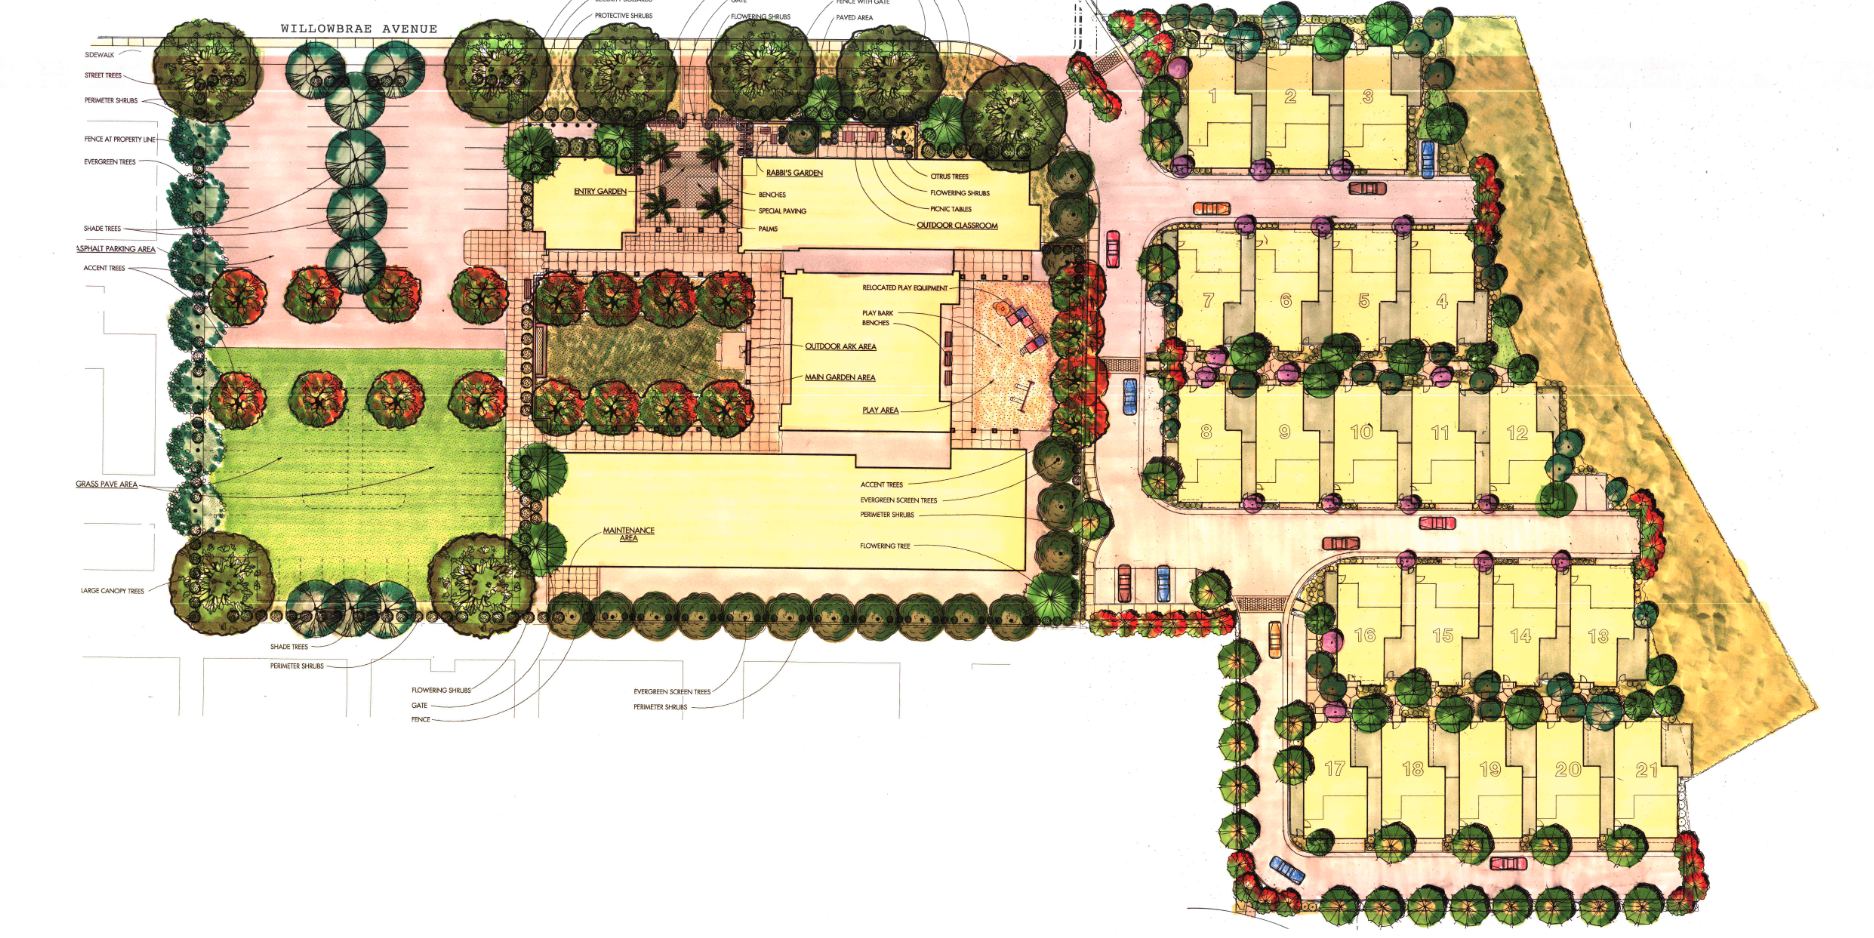 WILLOWBRAE AVENUE
PROTECTIVE SHRUBS
FLOWERING SHRUBS
FENCE WITH GATE
PAVED AREA
SIDEWALK
STREET TREES
PERIMETER SHRUBS
FENCE AT PROPERTY LINE
EVERGREEN TREES
SHADE TREES
ASPHALT PARKING AREA
ACCENT TREES
GRASS PAVE AREA
LARGE CANOPY TREES
ENTRY GARDEN
RABBI'S GARDEN
BENCHES
SPECIAL PAVING
PALMS
CITRUS TREES
FLOWERING SHRUBS
PICNIC TABLES
OUTDOOR CLASSROOM
RELOCATED PLAY EQUIPMENT
PLAY BARK
BENCHES
OUTDOOR ARK AREA
MAIN GARDEN AREA
PLAY AREA
ACCENT TREES
EVERGREEN SCREEN TREES
PERIMETER SHRUBS
FLOWERING TREE
MAINTENANCE
AREA
SHADE TREES
PERIMETER SHRUBS
FLOWERING SHRUBS
GATE
FENCE
EVERGREEN SCREEN TREES
PERIMETER SHRUBS
1 2 3
7 6 5 4
8 9 10 11 12
16 15 14 13
17 18 19 20 21